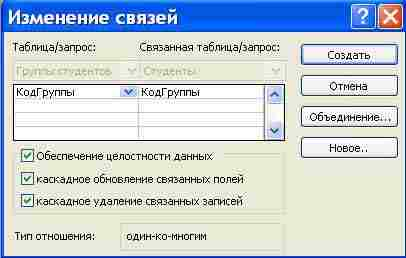 Изменение связей
Таблица/запрос: Связанная таблица/запрос:
Группы студентов Студенты
КодГруппы КодГруппы
Обеспечение целостности данных
каскадное обновление связанных полей
каскадное удаление связанных записей
Тип отношения: один-ко-многим
Создать
Отмена
Объединение...
Новое..